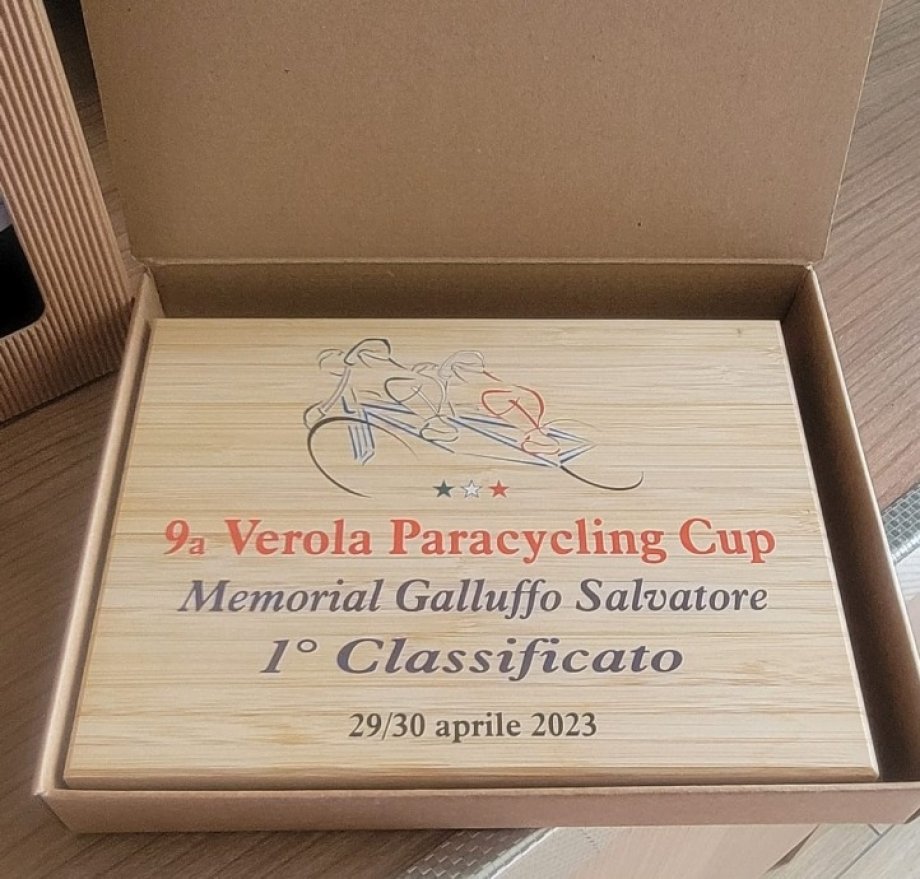 9a Verola Paracycling Cup
Memorial Galluffo Salvatore
1° Classificato
29/30 aprile 2023